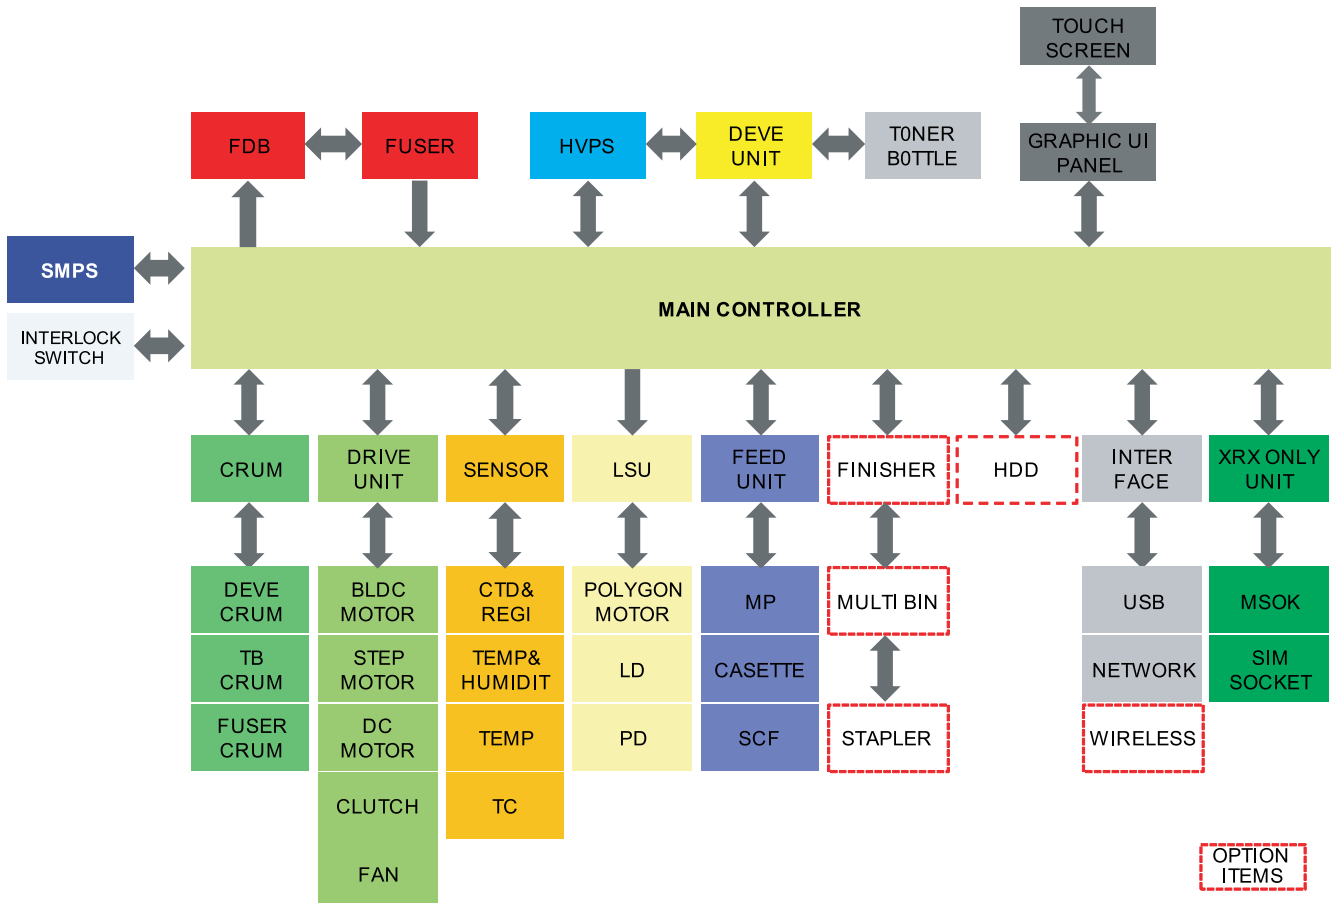 TOUCH
SCREEN
FDB
FUSER
HVPS
DEVE
UNIT
T0NER
B0TTLE
GRAPHIC UI
PANEL
SMPS
INTERLOCK
SWITCH
MAIN CONTROLLER
CRUM
DRIVE
UNIT
SENSOR
LSU
FEED
UNIT
FINISHER
HDD
INTER
FACE
XRX ONLY
UNIT
DEVE
CRUM
BLDC
MOTOR
CTD&
REGI
POLYGON
MOTOR
MP
MULTI BIN
USB
MSOK
TB
CRUM
STEP
MOTOR
TEMP&
HUMIDIT
LD
CASETTE
NETWORK
SIM
SOCKET
FUSER
CRUM
DC
MOTOR
TEMP
PD
SCF
STAPLER
WIRELESS
CLUTCH
TC
FAN
OPTION
ITEMS